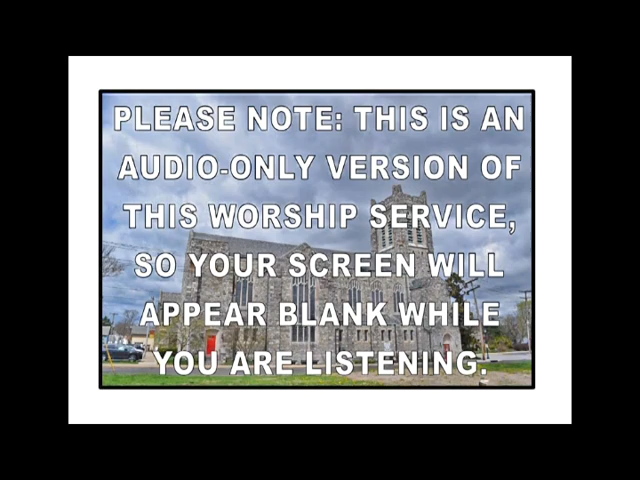 PLEASE NOTE: THIS IS AN
AUDIO-ONLY VERSION OF
THIS WORSHIP SERVICE,
SO YOUR SCREEN WILL
APPEAR BLANK WHILE
YOU ARE LISTENING.